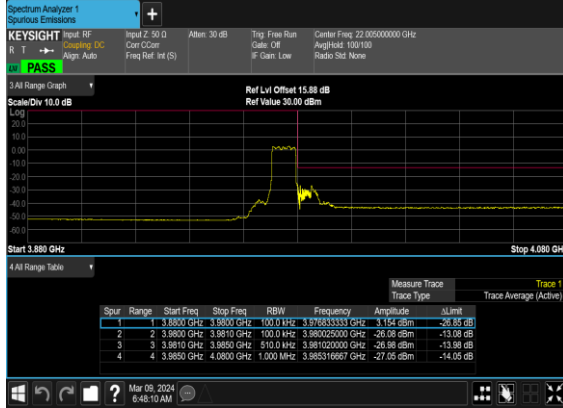 Spectrum Analyzer 1
Spurious Emissions
+
KEYSIGHT Input: RF Input Z: 50 Ω Atten: 30 dB Trig: Free Run Center Freq: 22.005000000 GHz
R T Coupling: DC Corr CCorr Gate: Off Avg|Hold: 100/100
Align: Auto Freq Ref: Int (S) IF Gain: Low Radio Std: None
PASS
3 All Range Graph
Ref Lvl Offset 15.88 dB
Scale/Div 10.0 dB Ref Value 30.00 dBm
Log
20.0
10.0
0.00
-10.0
-20.0
-30.0
-40.0
-50.0
-60.0
Start 3.880 GHz Stop 4.080 GH
4 All Range Table
Measure Trace Trace 1
Trace Type Trace Average (Active)
Spur Range Start Freq Stop Freq RBW Frequency Amplitude ΔLimit
1 1 3.8800 GHz 3.9800 GHz 100.0 kHz 3.976833333 GHz 3.154 dBm -26.85 dB
2 2 3.9800 GHz 3.9810 GHz 100.0 kHz 3.980025000 GHz -26.08 dBm -13.08 dB
3 3 3.9810 GHz 3.9850 GHz 510.0 kHz 3.981020000 GHz -26.98 dBm -13.98 dB
4 4 3.9850 GHz 4.0800 GHz 1.000 MHz 3.985316667 GHz -27.05 dBm -14.05 dB
?
Mar 09, 2024
6:48:10 AM